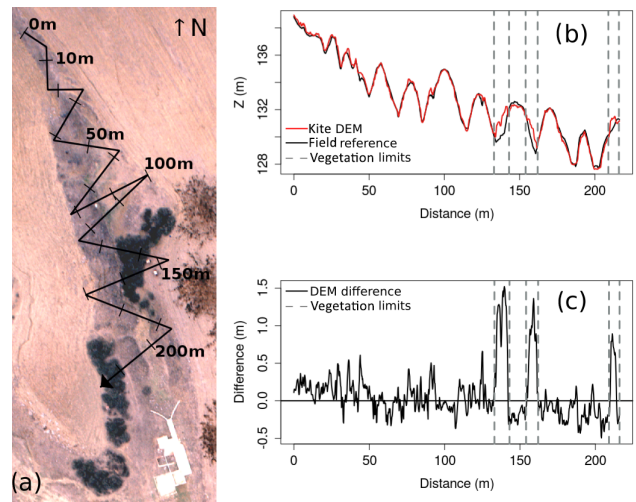 0m
↑N
10m
50m
100m
150m
200m
(a)
(b)
Z (m)
136
132
128
Kite DEM
Field reference
Vegetation limits
0 50 100 150 200
Distance (m)
(c)
DEM difference
Vegetation limits
Difference (m)
1.5
1.0
0.5
0.0
-0.5
0 50 100 150 200
Distance (m)